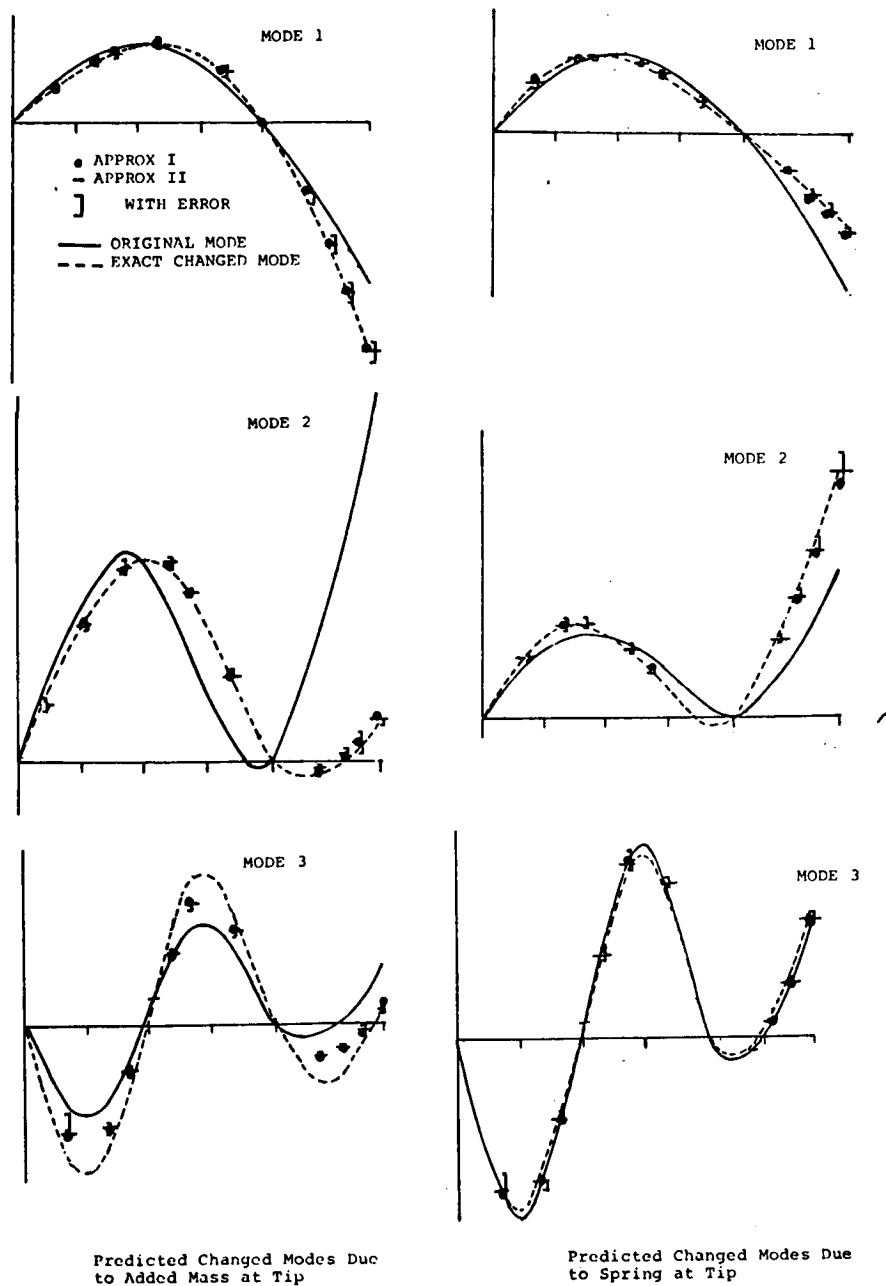 MODE 1
MODE 1
APPROX I
APPROX II
WITH ERROR
ORIGINAL MODE
EXACT CHANGED MODE
MODE 2
MODE 2
MODE 3
MODE 3
Predicted Changed Modes Due
to Added Mass at Tip
Predicted Changed Modes Due
to Spring at Tip